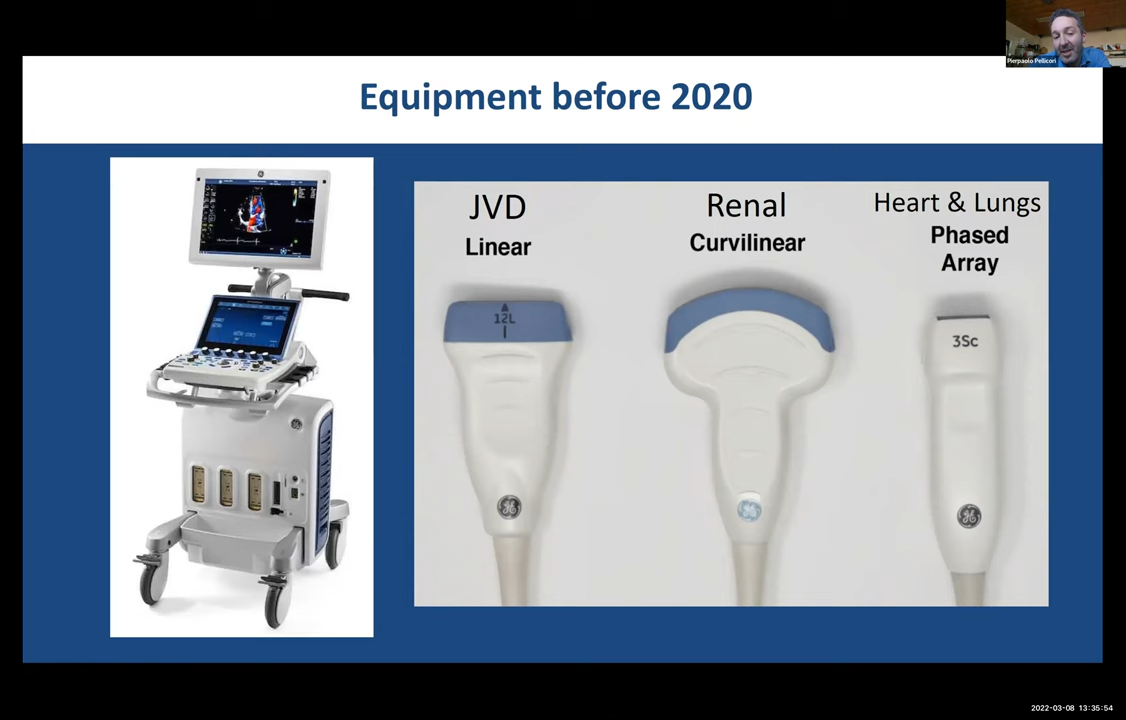 Pierpaolo Pellicori
Equipment before 2020
JVD
Linear
Renal
Curvilinear
Heart & Lungs
Phased
Array
12L
3Sc
2022-03-08 13:35:54